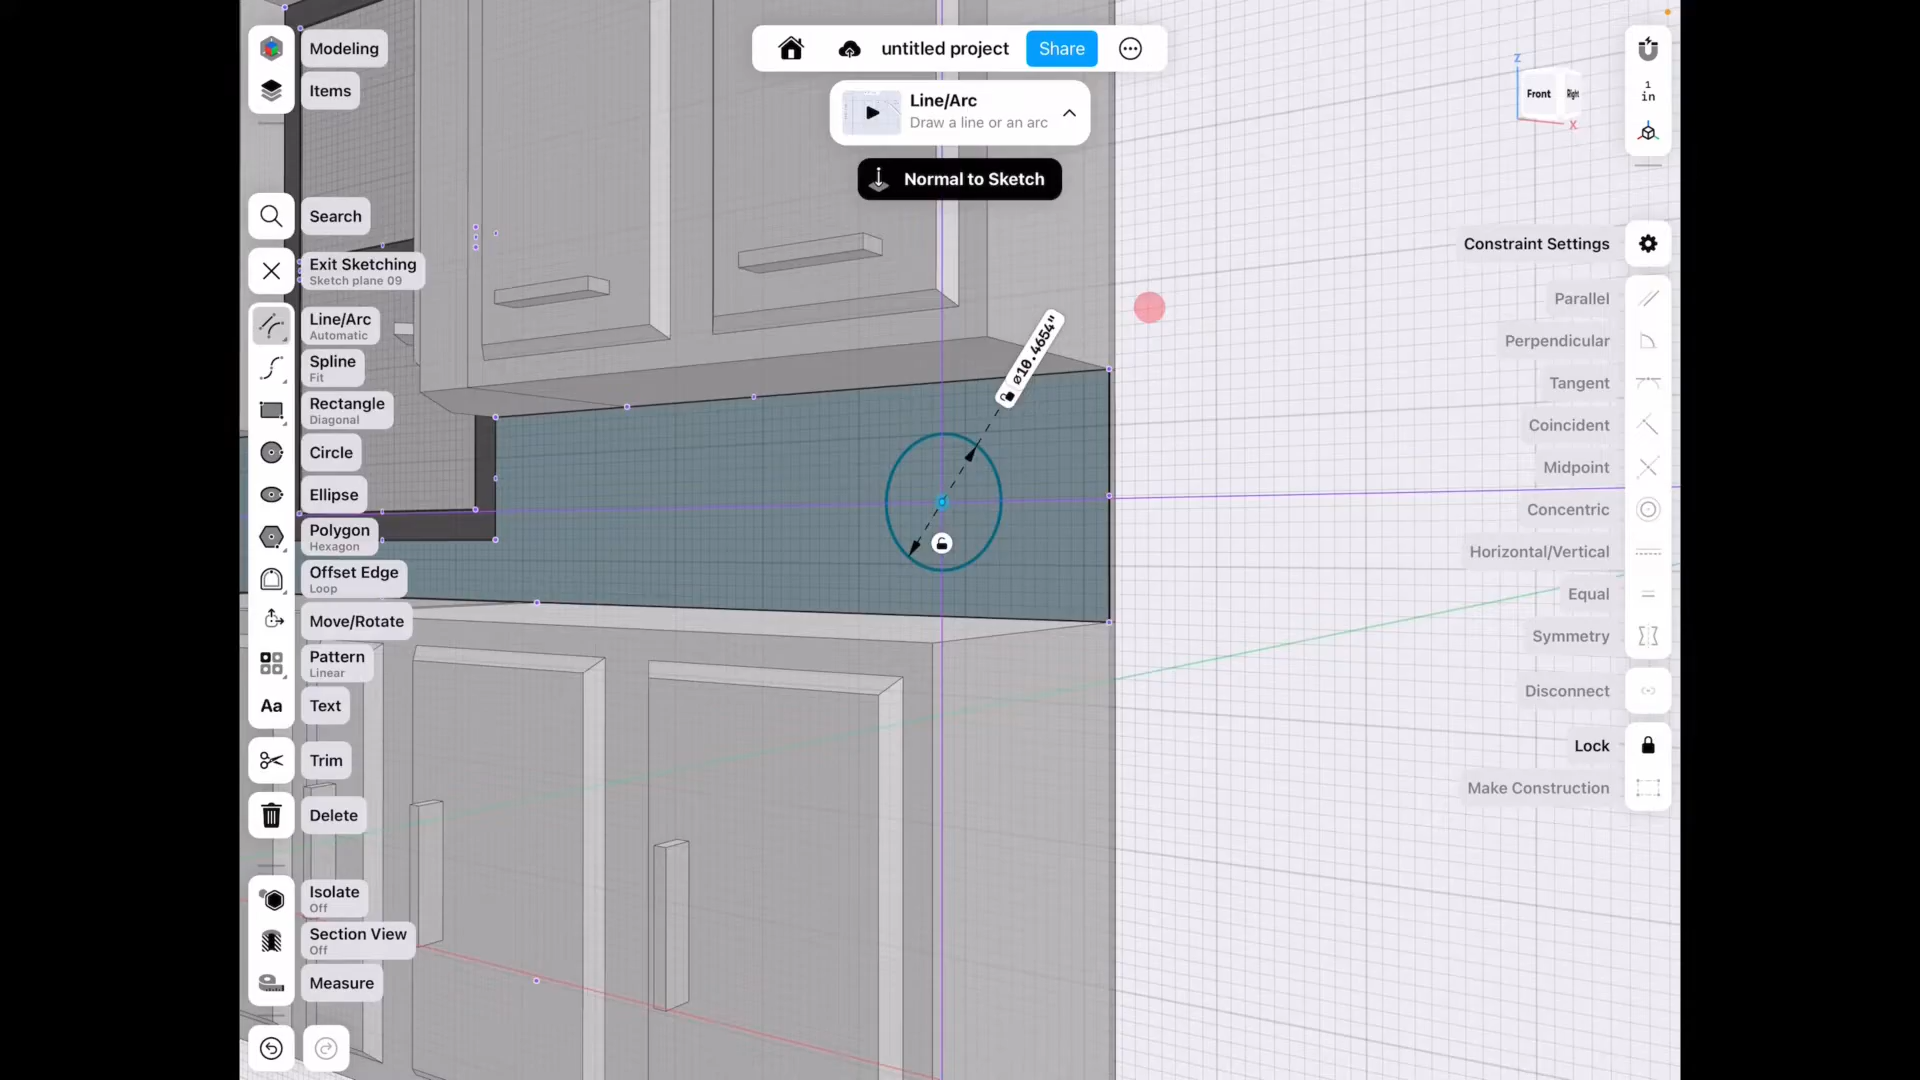 Modeling
Items
untitled project
Share
Line/Arc
Draw a line or an arc
Normal to Sketch
Z
Front
Right
X
1
in
Search
Exit Sketching
Sketch plane 09
Line/Arc
Automatic
Spline
Fit
Rectangle
Diagonal
Circle
Ellipse
Polygon
Hexagon
Offset Edge
Loop
Move/Rotate
Pattern
Linear
Aa
Text
Trim
Delete
Isolate
Off
Section View
Off
Measure
⌀10.4654"
Constraint Settings
Parallel
Perpendicular
Tangent
Coincident
Midpoint
Concentric
Horizontal/Vertical
Equal
Symmetry
Disconnect
Lock
Make Construction